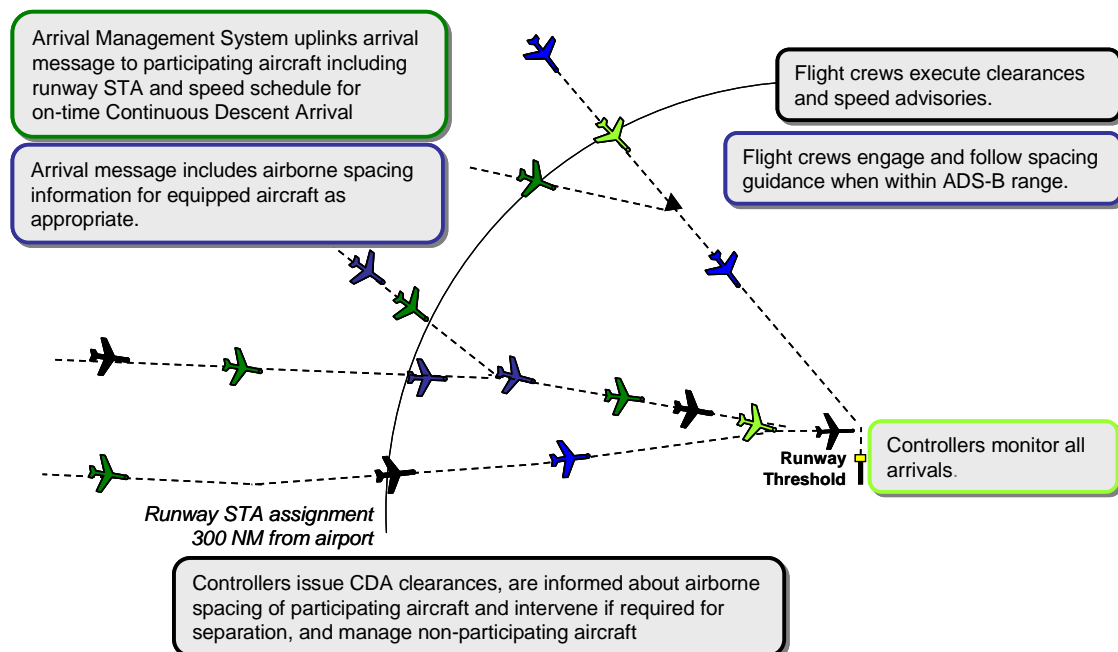 Arrival Management System uplinks arrival
message to participating aircraft including
runway STA and speed schedule for
on-time Continuous Descent Arrival
Arrival message includes airborne spacing
information for equipped aircraft as
appropriate.
Flight crews execute clearances
and speed advisories.
Flight crews engage and follow spacing
guidance when within ADS-B range.
Runway
Threshold
Controllers monitor all
arrivals.
Runway STA assignment
300 NM from airport
Controllers issue CDA clearances, are informed about airborne
spacing of participating aircraft and intervene if required for
separation, and manage non-participating aircraft